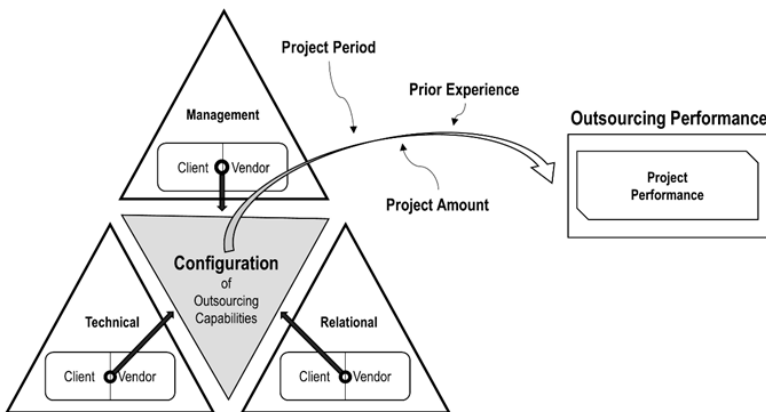 Project Period
Prior Experience
Management
Outsourcing Performance
Client Vendor
Project
Performance
Project Amount
Configuration
of
Outsourcing
Capabilities
Technical
Relational
Client Vendor
Client Vendor